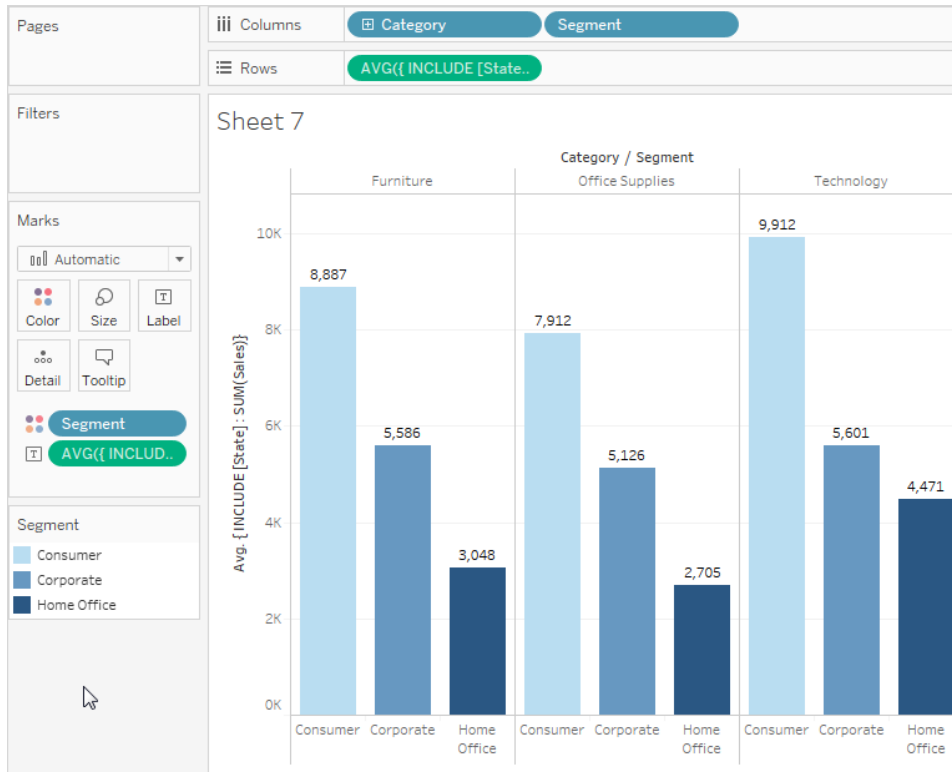 Pages
Columns
Category
Segment
Rows
AVG({ INCLUDE [State..
Filters
Sheet 7
Category / Segment
Furniture
Office Supplies
Technology
Marks
Automatic
Color
Size
Label
Detail
Tooltip
Segment
AVG({ INCLUD..
Segment
Consumer
Corporate
Home Office
Avg. { INCLUDE [State] : SUM(Sales)}
10K
8K
6K
4K
2K
0K
8,887
5,586
3,048
7,912
5,126
2,705
9,912
5,601
4,471
Consumer
Corporate
Home
Office
Consumer
Corporate
Home
Office
Consumer
Corporate
Home
Office